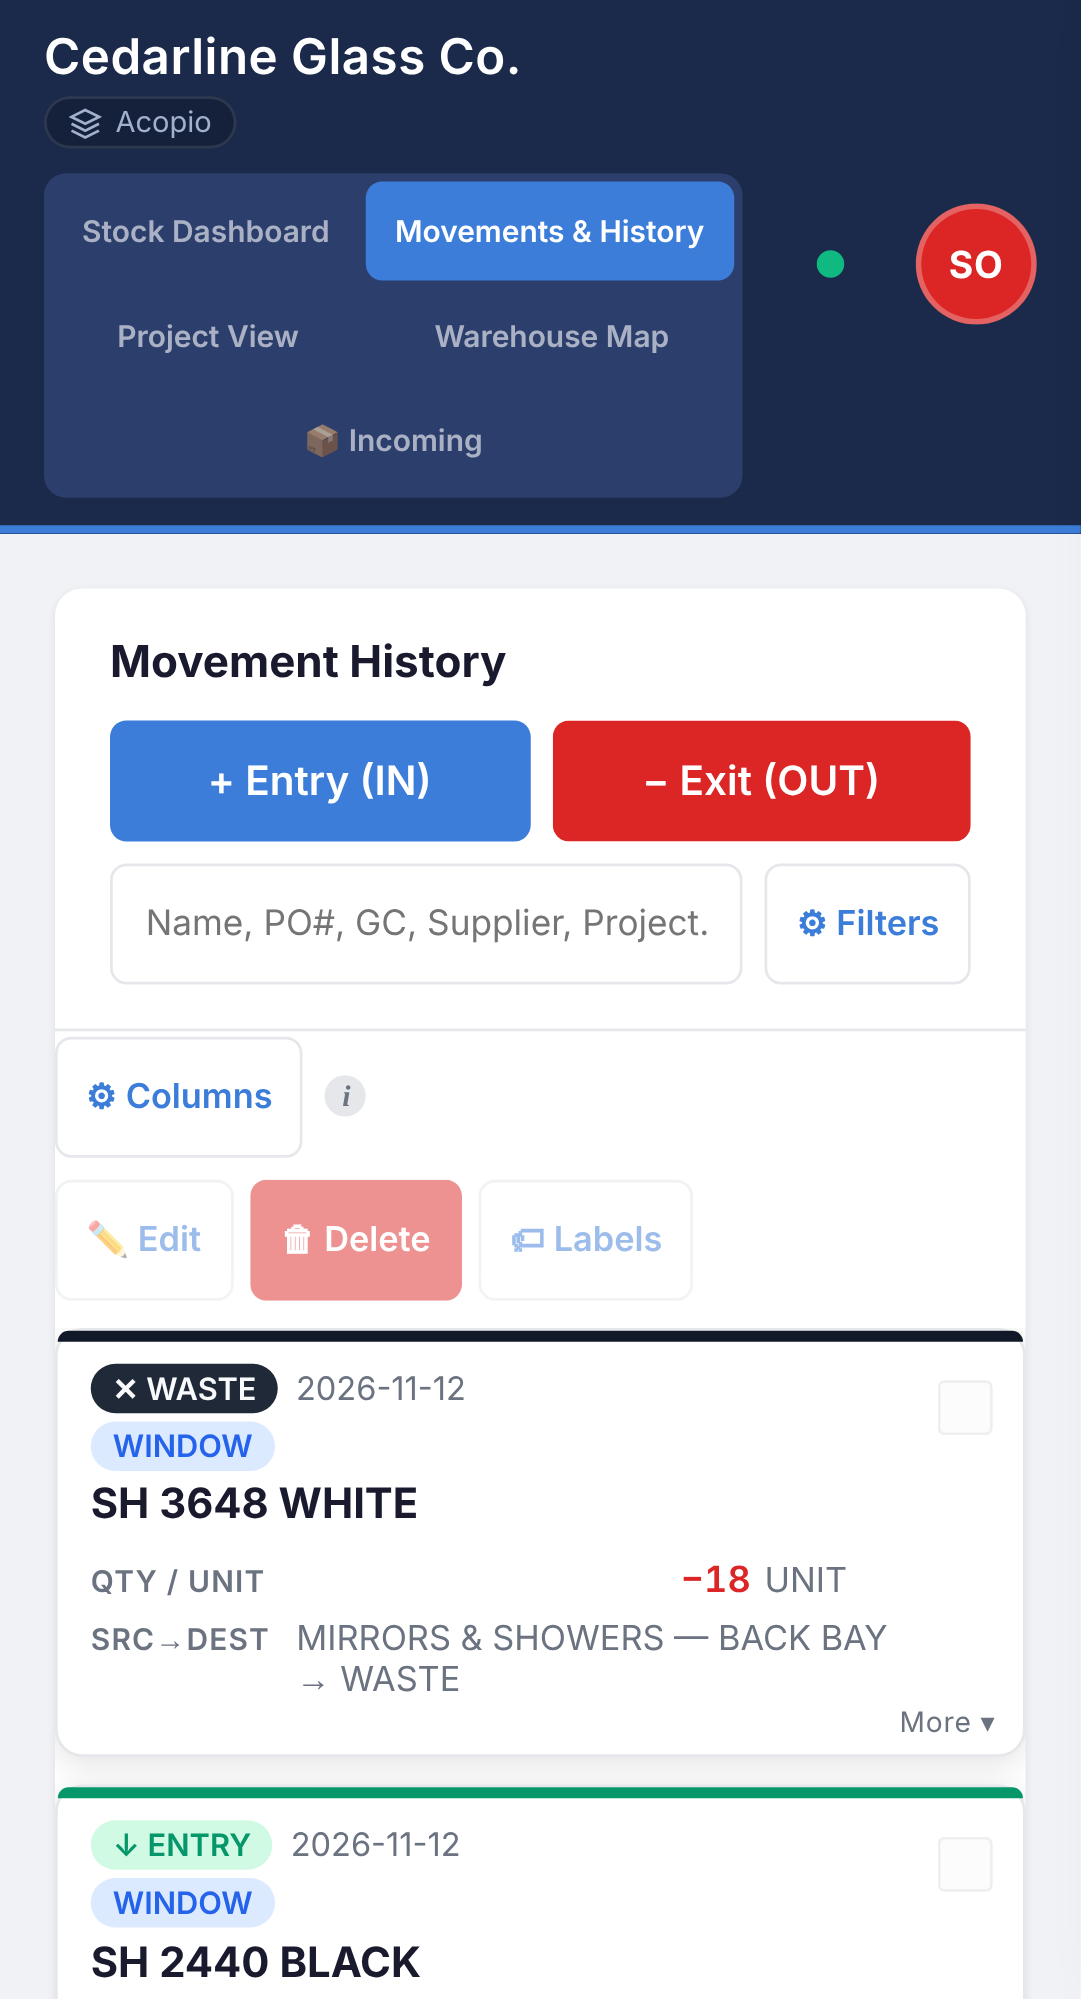 Cedarline Glass Co.
Acopio
Stock Dashboard
Movements & History
Project View
Warehouse Map
📦 Incoming
SO
Movement History
+ Entry (IN)
− Exit (OUT)
Name, PO#, GC, Supplier, Project.
⚙ Filters
⚙ Columns
i
✏️ Edit
🗑 Delete
🏷 Labels
✕ WASTE 2026-11-12
WINDOW
SH 3648 WHITE
QTY / UNIT −18 UNIT
SRC→DEST MIRRORS & SHOWERS — BACK BAY
→ WASTE
More ▾
↓ ENTRY 2026-11-12
WINDOW
SH 2440 BLACK